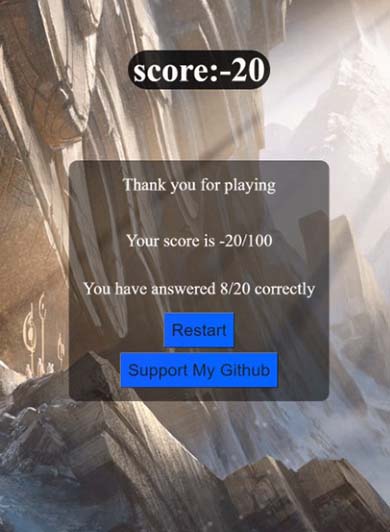 score:-20
Thank you for playing
Your score is -20/100
You have answered 8/20 correctly
Restart
Support My Github